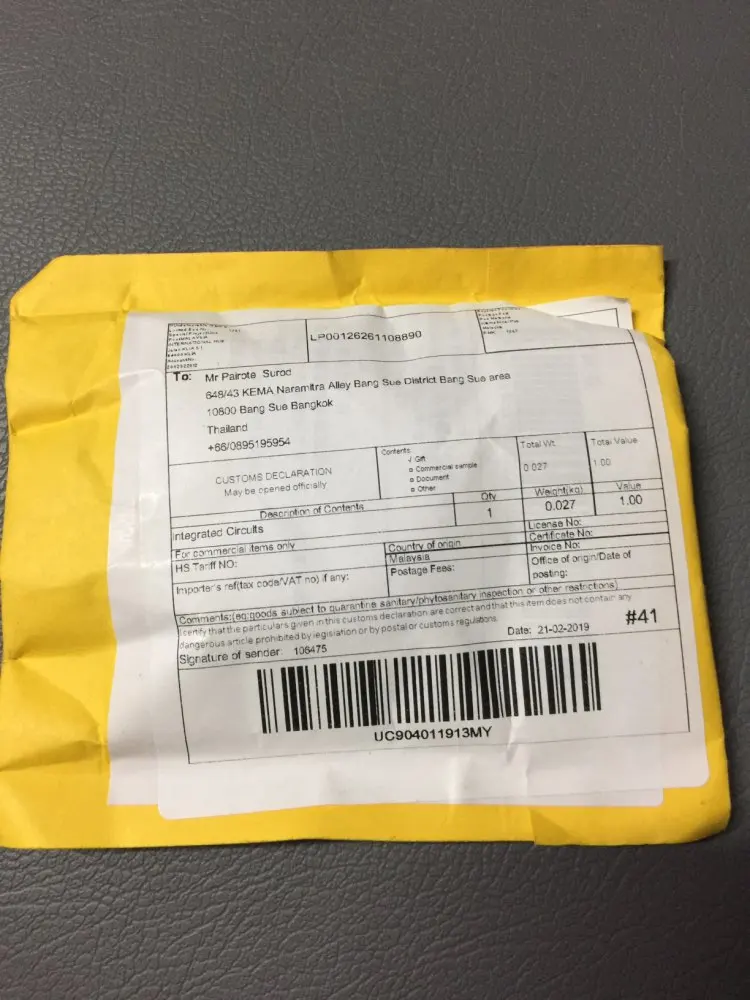 INTERNATIONAL HUB
LP00126261108890
To: Mr Pairote Surod
648/43 KEMA Naramitra Alley Bang Sue District Bang Sue area
10800 Bang Sue Bangkok
Thailand
+66/0895195954
CUSTOMS DECLARATION
May be opened officially
Contents
√ Gift
Commercial sample
Document
Other
Total Wt.
0.027
Total Value
1.00
Description of Contents
Qty
Weight(kg)
Value
Integrated Circuits
1
0.027
1.00
For commercial items only
HS Tariff NO:
Importer's ref(tax code/VAT no) if any:
Country of origin
Malaysia
Postage Fees:
License No:
Certificate No:
Invoice No:
Office of origin/Date of
posting:
Comments:(eg:goods subject to quarantine sanitary/phytosanitary inspection or other restrictions)
I certify that the particulars given in this customs declaration are correct and that this item does not contain any
dangerous article prohibited by legislation or by postal or customs regulations.
Signature of sender: 106475
Date: 21-02-2019
#41
UC904011913MY